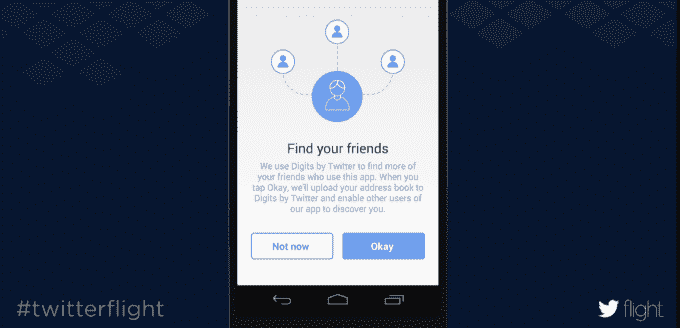 Find your friends
We use Digits by Twitter to find more of
your friends who use this app. When you
tap Okay, we'll upload your address book to
Digits by Twitter and enable other users of
our app to discover you.
Not now
Okay
#twitterflight
flight